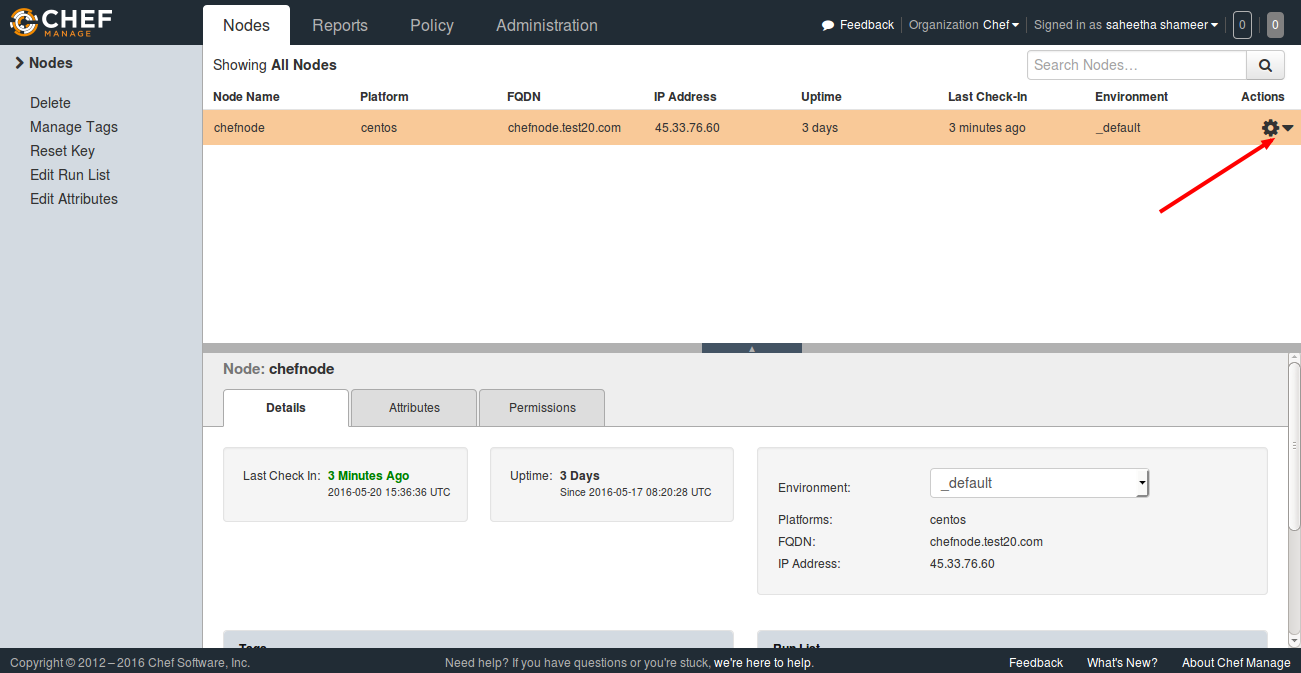 CHEF
MANAGE
Nodes
Reports
Policy
Administration
Feedback
Organization Chef
Signed in as saheetha shameer
0
0
Nodes
Delete
Manage Tags
Reset Key
Edit Run List
Edit Attributes
Showing All Nodes
Search Nodes...
Node Name Platform FQDN IP Address Uptime Last Check-In Environment Actions
chefnode centos chefnode.test20.com 45.33.76.60 3 days 3 minutes ago _default
Node: chefnode
Details
Attributes
Permissions
Last Check In: 3 Minutes Ago
2016-05-20 15:36:36 UTC
Uptime: 3 Days
Since 2016-05-17 08:20:28 UTC
Environment: _default
Platforms: centos
FQDN: chefnode.test20.com
IP Address: 45.33.76.60
Tags
Run List
Copyright © 2012 – 2016 Chef Software, Inc.
Need help? If you have questions or you're stuck, we're here to help.
Feedback
What's New?
About Chef Manage